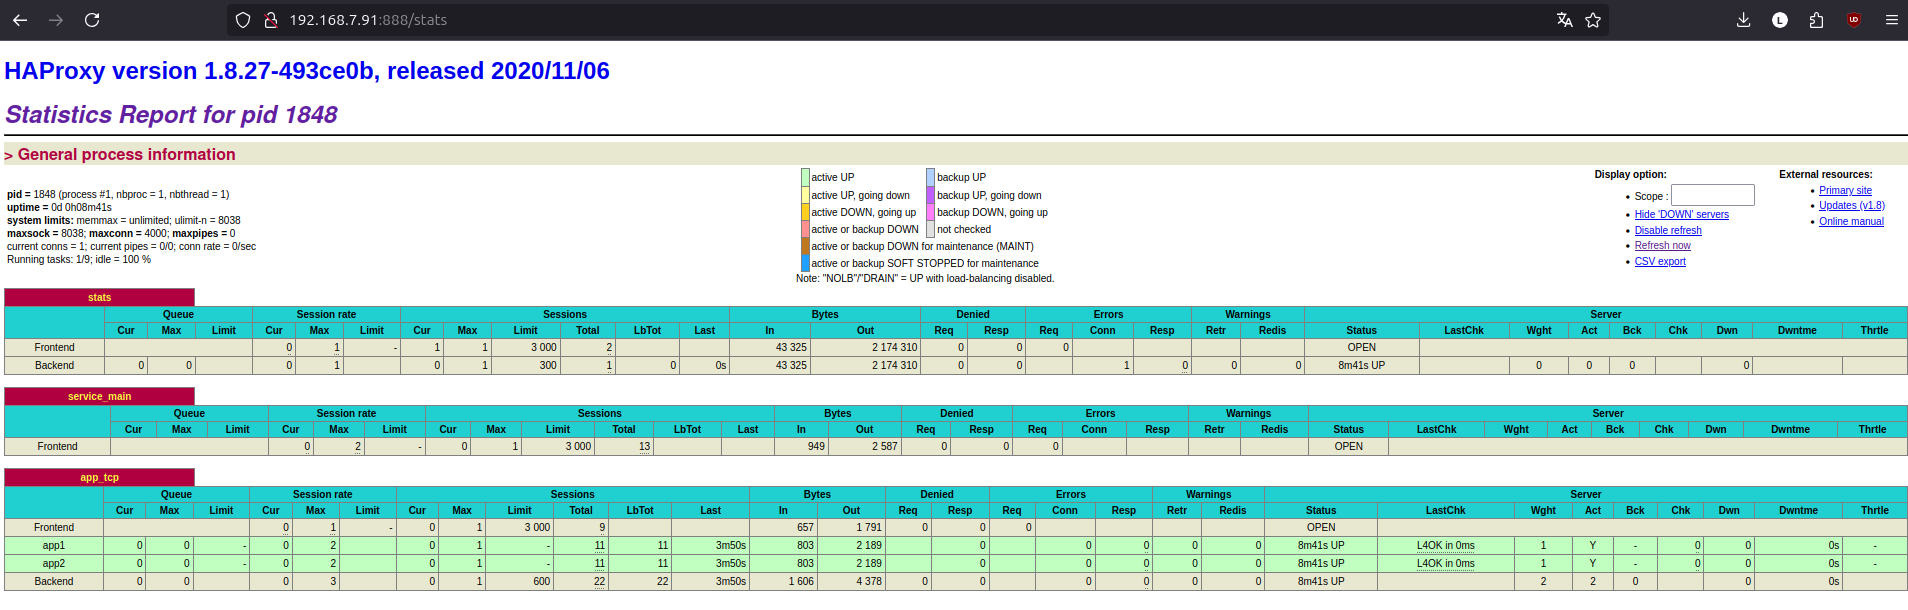 192.168.7.91:888/stats
HAProxy version 1.8.27-493ce0b, released 2020/11/06
Statistics Report for pid 1848
> General process information
pid = 1848 (process #1, nbproc = 1, nbthread = 1)
uptime = 0d 0h08m41s
system limits: memmax = unlimited; ulimit-n = 8038
maxsock = 8038; maxconn = 4000; maxpipes = 0
current conns = 1; current pipes = 0/0; conn rate = 0/sec
Running tasks: 1/9; idle = 100 %
active UP backup UP
active UP, going down backup UP, going down
active DOWN, going up backup DOWN, going up
active or backup DOWN not checked
active or backup DOWN for maintenance (MAINT)
active or backup SOFT STOPPED for maintenance
Note: "NOLB"/"DRAIN" = UP with load-balancing disabled.
Display option:
Scope :
Hide 'DOWN' servers
Disable refresh
Refresh now
CSV export
External resources:
Primary site
Updates (v1.8)
Online manual
stats
Queue Session rate Sessions Bytes Denied Errors Warnings Server
Cur Max Limit Cur Max Limit Cur Max Limit Total LbTot Last In Out Req Resp Req Conn Resp Retr Redis Status LastChk Wght Act Bck Chk Dwn Dwntme Thrtle
Frontend 0 1 - 1 1 3 000 2 43 325 2 174 310 0 0 0 OPEN
Backend 0 0 0 1 0 1 300 1 0 0s 43 325 2 174 310 0 0 1 0 0 0 8m41s UP 0 0 0 0
service_main
Queue Session rate Sessions Bytes Denied Errors Warnings Server
Cur Max Limit Cur Max Limit Cur Max Limit Total LbTot Last In Out Req Resp Req Conn Resp Retr Redis Status LastChk Wght Act Bck Chk Dwn Dwntme Thrtle
Frontend 0 2 - 0 1 3 000 13 949 2 587 0 0 0 OPEN
app_tcp
Queue Session rate Sessions Bytes Denied Errors Warnings Server
Cur Max Limit Cur Max Limit Cur Max Limit Total LbTot Last In Out Req Resp Req Conn Resp Retr Redis Status LastChk Wght Act Bck Chk Dwn Dwntme Thrtle
Frontend 0 1 - 0 1 3 000 9 657 1 791 0 0 0 OPEN
app1 0 0 - 0 2 0 1 - 11 11 3m50s 803 2 189 0 0 0 0 0 8m41s UP L4OK in 0ms 1 Y - 0 0 0s -
app2 0 0 - 0 2 0 1 - 11 11 3m50s 803 2 189 0 0 0 0 0 8m41s UP L4OK in 0ms 1 Y - 0 0 0s -
Backend 0 0 0 3 0 1 600 22 22 3m50s 1 606 4 378 0 0 0 0 0 0 8m41s UP 2 2 0 0 0s